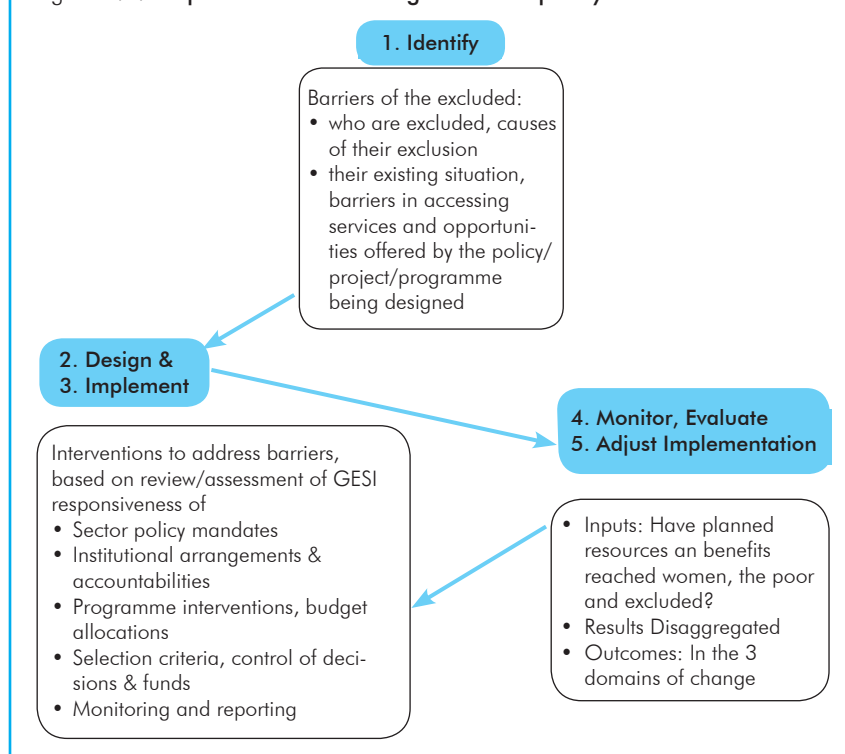 1. Identify
Barriers of the excluded:
• who are excluded, causes
of their exclusion
• their existing situation,
barriers in accessing
services and opportuni-
ties offered by the policy/
project/programme
being designed
2. Design &
3. Implement
Interventions to address barriers,
based on review/assessment of GESI
responsiveness of
• Sector policy mandates
• Institutional arrangements &
accountabilities
• Programme interventions, budget
allocations
• Selection criteria, control of deci-
sions & funds
• Monitoring and reporting
4. Monitor, Evaluate
5. Adjust Implementation
• Inputs: Have planned
resources an benefits
reached women, the poor
and excluded?
• Results Disaggregated
• Outcomes: In the 3
domains of change